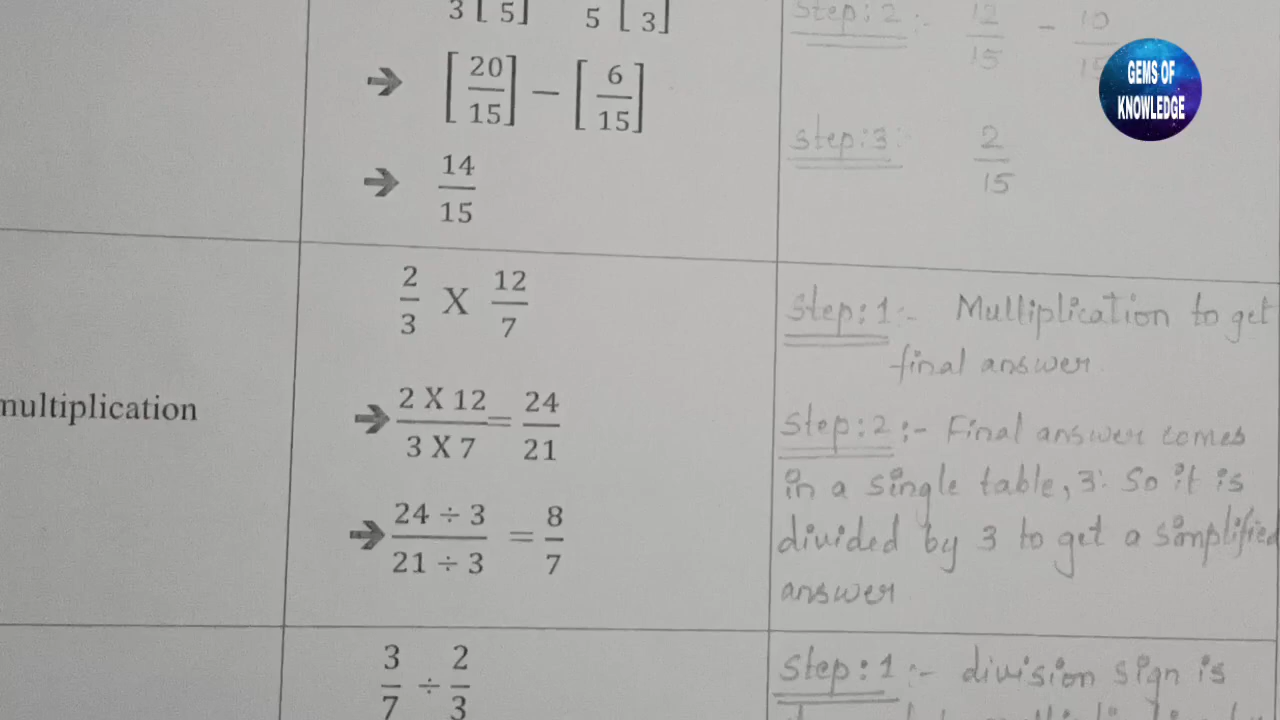 3 [ 5 ] 5 [ 3 ]
➔ [ 20/15 ] − [ 6/15 ]
➔ 14/15
Step:2 :- 12/15 - 10/15
Step:3: 2/15
GEMS OF
KNOWLEDGE
multiplication
2/3 X 12/7
➔ 2 X 12 / 3 X 7 = 24/21
➔ 24 ÷ 3 / 21 ÷ 3 = 8/7
Step:1:- Multiplication to get
final answer.
Step:2:- Final answer comes
in a single table, 3: So it is
divided by 3 to get a simplified
answer
3/7 ÷ 2/3
Step:1:- division sign is